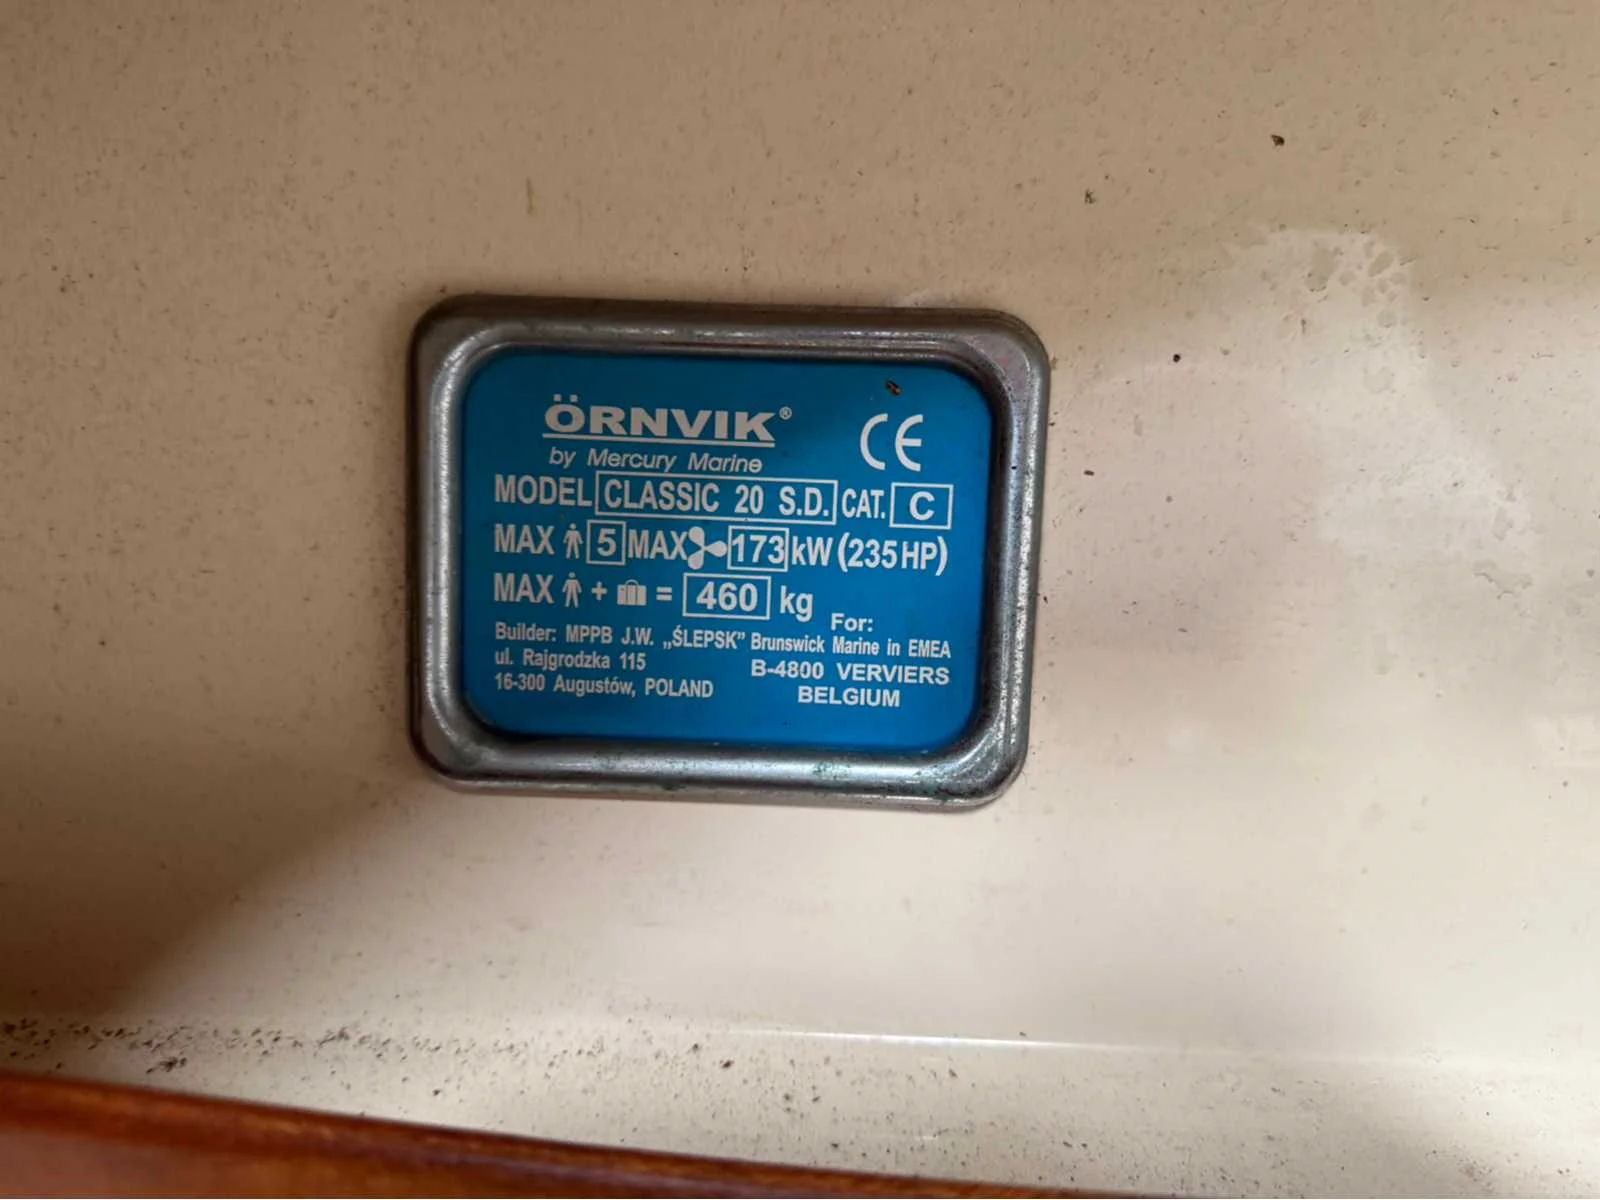 ÖRNVIK®
by Mercury Marine
CE
MODEL CLASSIC 20 S.D. CAT. C
MAX 5 MAX 173 kW (235 HP)
MAX + = 460 kg
Builder: MPPB J.W. „ŚLEPSK”
ul. Rajgrodzka 115
16-300 Augustów, POLAND
For:
Brunswick Marine in EMEA
B-4800 VERVIERS
BELGIUM